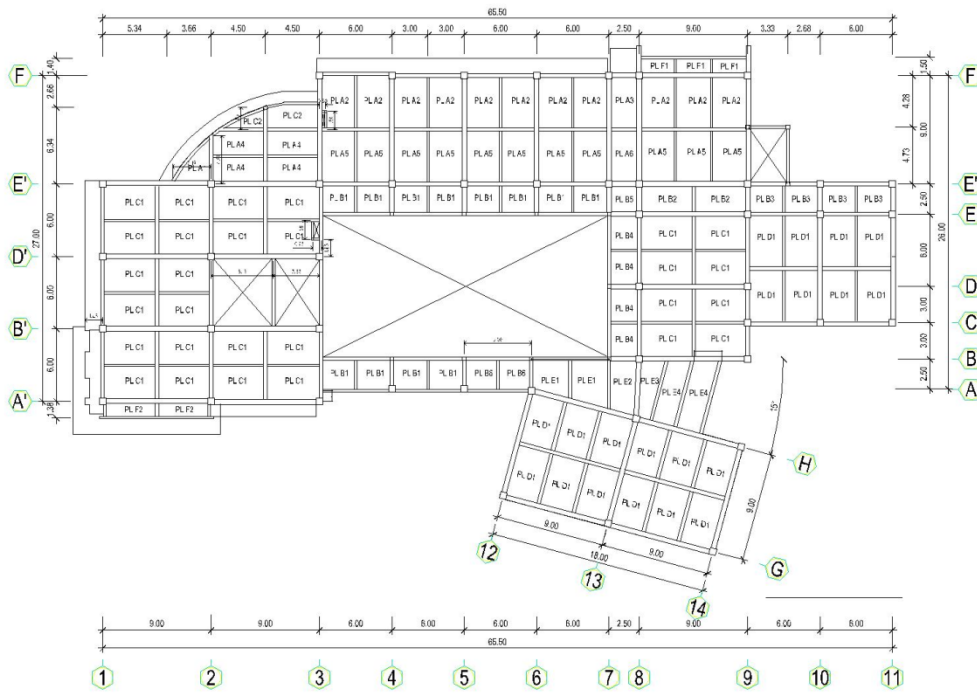 65.50
5.34 3.66 4.50 4.50 6.00 3.00 3.00 6.00 6.00 6.00 2.50 9.00 3.33 2.68 6.00
1.40 1.50
PL F1 PL F1 PL F1
F F
2.66 4.28
PL A2 PL A2 PL A2 PL A2 PL A2 PL A2 PL A2 PL A2 PL A3 PL A2 PL A2 PL A2
PL C2 PL C2
9.00
6.34 4.73
PL A4 PL A4
PL A5 PL A5 PL A5 PL A5 PL A5 PL A5 PL A5 PL A5 PL A6 PL A5 PL A5 PL A5
PL A PL A4 PL A4
E' E'
PL C1 PL C1 PL C1 PL C1 PL B1 PL B1 PL B1 PL B1 PL B1 PL B1 PL B1 PL B1 PL B5 PL B2 PL B2 PL B3 PL B3 PL B3 PL B3 2.50
6.00 E
PL C1 PL C1 PL C1 PL C1 PL B4 PL C1 PL C1 PL D1 PL D1 PL D1 PL D1
27.00 26.00
D'
PL C1 PL C1 PL B4 PL C1 PL C1
6.00 D
PL C1 PL C1 PL B4 PL C1 PL C1 PL D1 PL D1 PL D1 PL D1 3.00
B' C
PL C1 PL C1 PL C1 PL C1 PL B4 PL C1 PL C1 3.00
6.00 B
PL C1 PL C1 PL C1 PL C1 PL B1 PL B1 PL B1 PL B1 PL B6 PL B6 PL E1 PL E1 PL E2 PL E3 PL E4 PL E4 2.50
A' A
1.38 PL F2 PL F2
PL D1 PL D1 PL D1 PL D1 PL D1
H
PL D1 PL D1 PL D1 PL D1 PL D1 PL D1
9.00
9.00 9.00
18.00
12 13 14 G
9.00 9.00 6.00 6.00 6.00 6.00 2.50 9.00 6.00 6.00
65.50
1 2 3 4 5 6 7 8 9 10 11